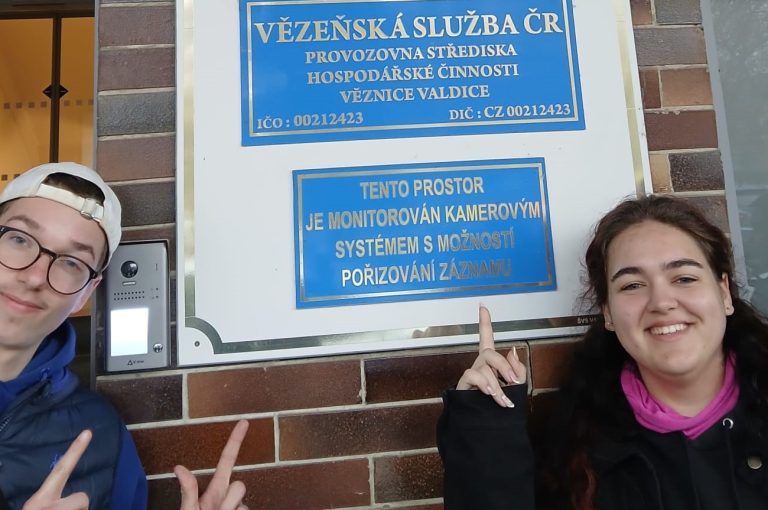 VĚZEŇSKÁ SLUŽBA ČR
PROVOZOVNA STŘEDISKA
HOSPODÁŘSKÉ ČINNOSTI
VĚZNICE VALDICE
IČO : 00212423 DIČ : CZ 00212423
TENTO PROSTOR
JE MONITOROVÁN KAMEROVÝM
SYSTÉMEM S MOŽNOSTÍ
POŘIZOVÁNÍ ZÁZNAMU